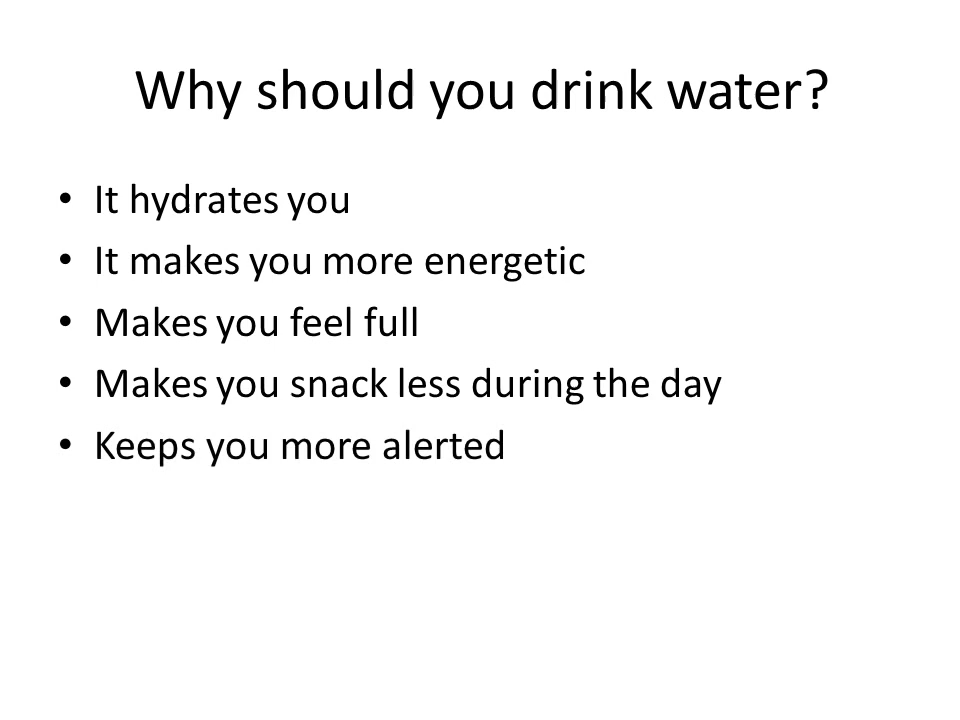 Why should you drink water?
• It hydrates you
• It makes you more energetic
• Makes you feel full
• Makes you snack less during the day
• Keeps you more alerted